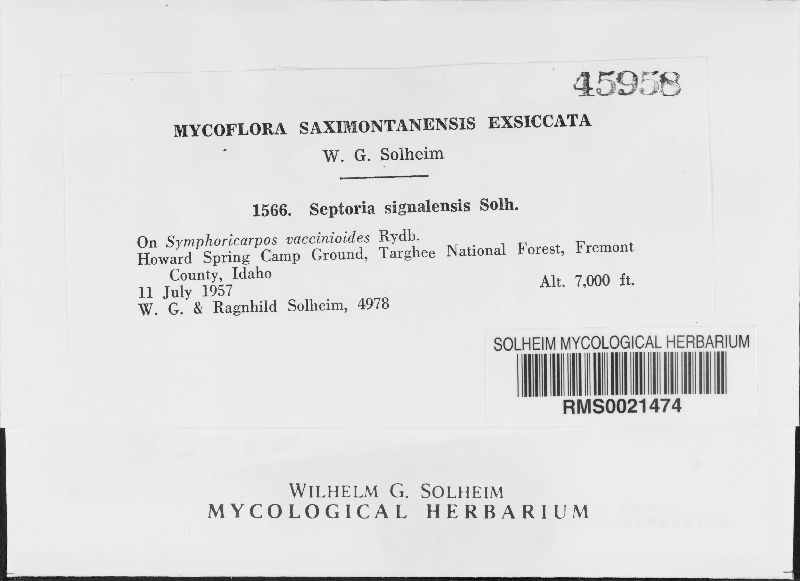 45958
MYCOFLORA SAXIMONTANENSIS EXSICCATA
W. G. Solheim
1566. Septoria signalensis Solh.
On Symphoricarpos vaccinioides Rydb.
Howard Spring Camp Ground, Targhee National Forest, Fremont
County, Idaho
Alt. 7,000 ft.
11 July 1957
W. G. & Ragnhild Solheim, 4978
SOLHEIM MYCOLOGICAL HERBARIUM
RMS0021474
WILHELM G. SOLHEIM
MYCOLOGICAL HERBARIUM